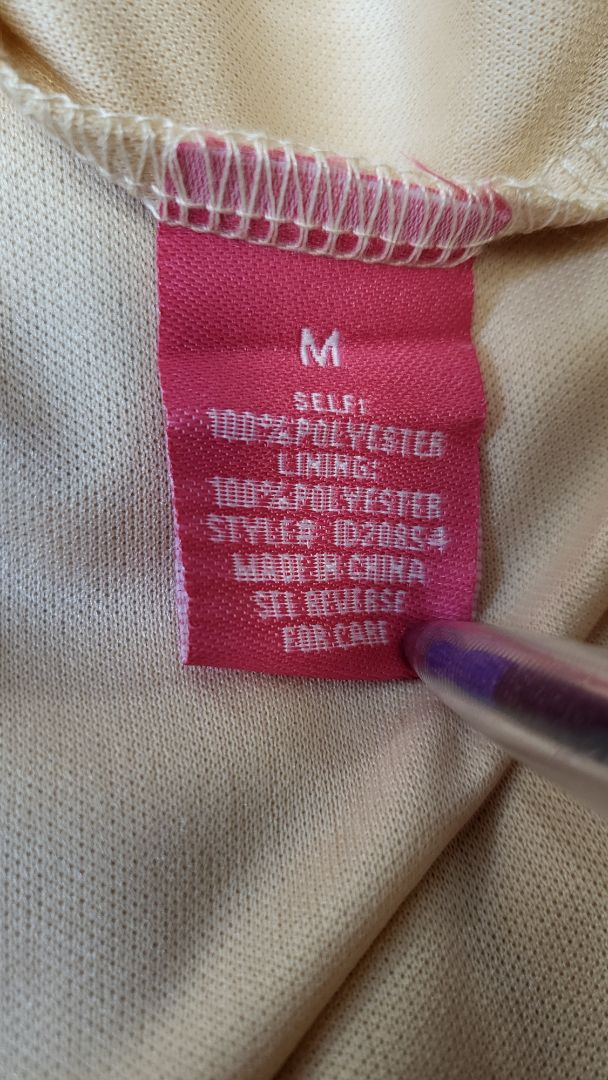 M
SELF:
100%POLYESTER
LINING:
100%POLYESTER
STYLE# ID20854
MADE IN CHINA
SEE REVERSE
FOR CARE